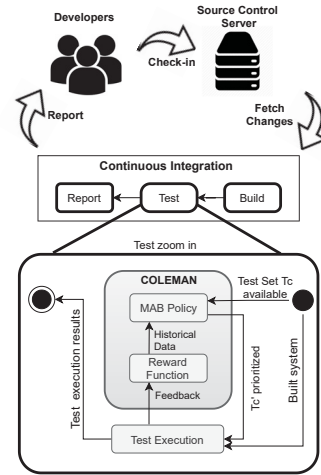 Developers
Source Control
Server
Check-in
Report
Fetch
Changes
Continuous Integration
Report
Test
Build
Test zoom in
COLEMAN
MAB Policy
Test Set Tc
available
Historical
Data
Reward
Function
Feedback
Test Execution
Test execution results
Tc' prioritized
Built system